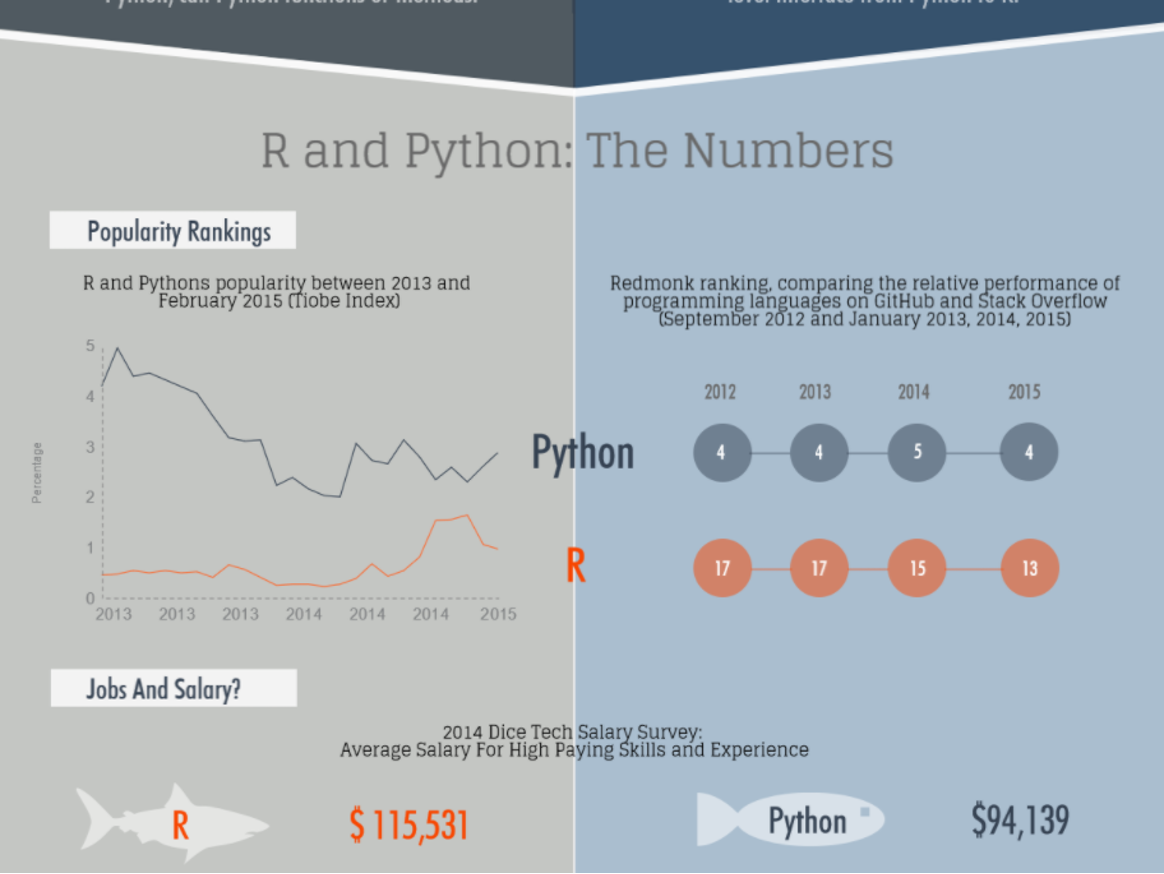 R and Python: The Numbers
Popularity Rankings
R and Pythons popularity between 2013 and
February 2015 (Tiobe Index)
Percentage
5
4
3
2
1
0
2013 2013 2013 2014 2014 2014 2015
Redmonk ranking, comparing the relative performance of
programming languages on GitHub and Stack Overflow
(September 2012 and January 2013, 2014, 2015)
2012 2013 2014 2015
Python 4 4 5 4
R 17 17 15 13
Jobs And Salary?
2014 Dice Tech Salary Survey:
Average Salary For High Paying Skills and Experience
R $ 115,531
Python $94,139